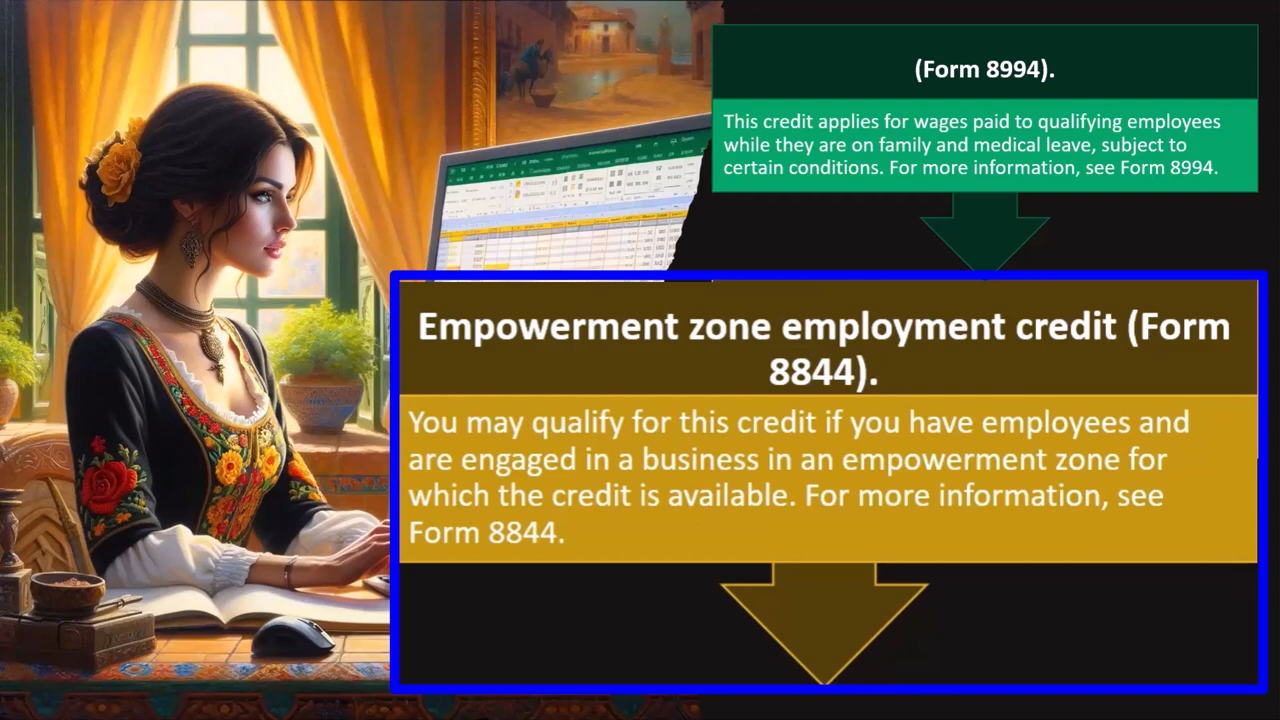 (Form 8994).
This credit applies for wages paid to qualifying employees
while they are on family and medical leave, subject to
certain conditions. For more information, see Form 8994.
Empowerment zone employment credit (Form
8844).
You may qualify for this credit if you have employees and
are engaged in a business in an empowerment zone for
which the credit is available. For more information, see
Form 8844.